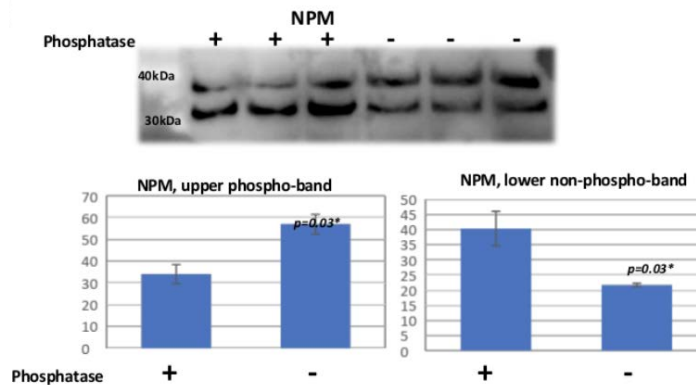 NPM
Phosphatase + + + - - -
40kDa
30kDa
NPM, upper phospho-band
70
60
50
40
30
20
10
0
p=0.03*
NPM, lower non-phospho-band
50
45
40
35
30
25
20
15
10
5
0
p=0.03*
Phosphatase + - + -